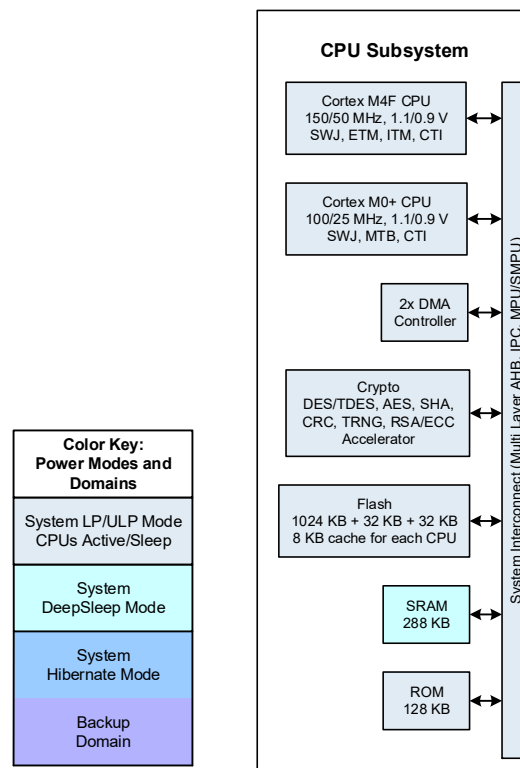 CPU Subsystem
Cortex M4F CPU
150/50 MHz, 1.1/0.9 V
SWJ, ETM, ITM, CTI
Cortex M0+ CPU
100/25 MHz, 1.1/0.9 V
SWJ, MTB, CTI
2x DMA
Controller
Crypto
DES/TDES, AES, SHA,
CRC, TRNG, RSA/ECC
Accelerator
Flash
1024 KB + 32 KB + 32 KB
8 KB cache for each CPU
SRAM
288 KB
ROM
128 KB
System Interconnect (Multi Layer AHB, IPC, MPU/SMPU)
Color Key:
Power Modes and
Domains
System LP/ULP Mode
CPUs Active/Sleep
System
DeepSleep Mode
System
Hibernate Mode
Backup
Domain